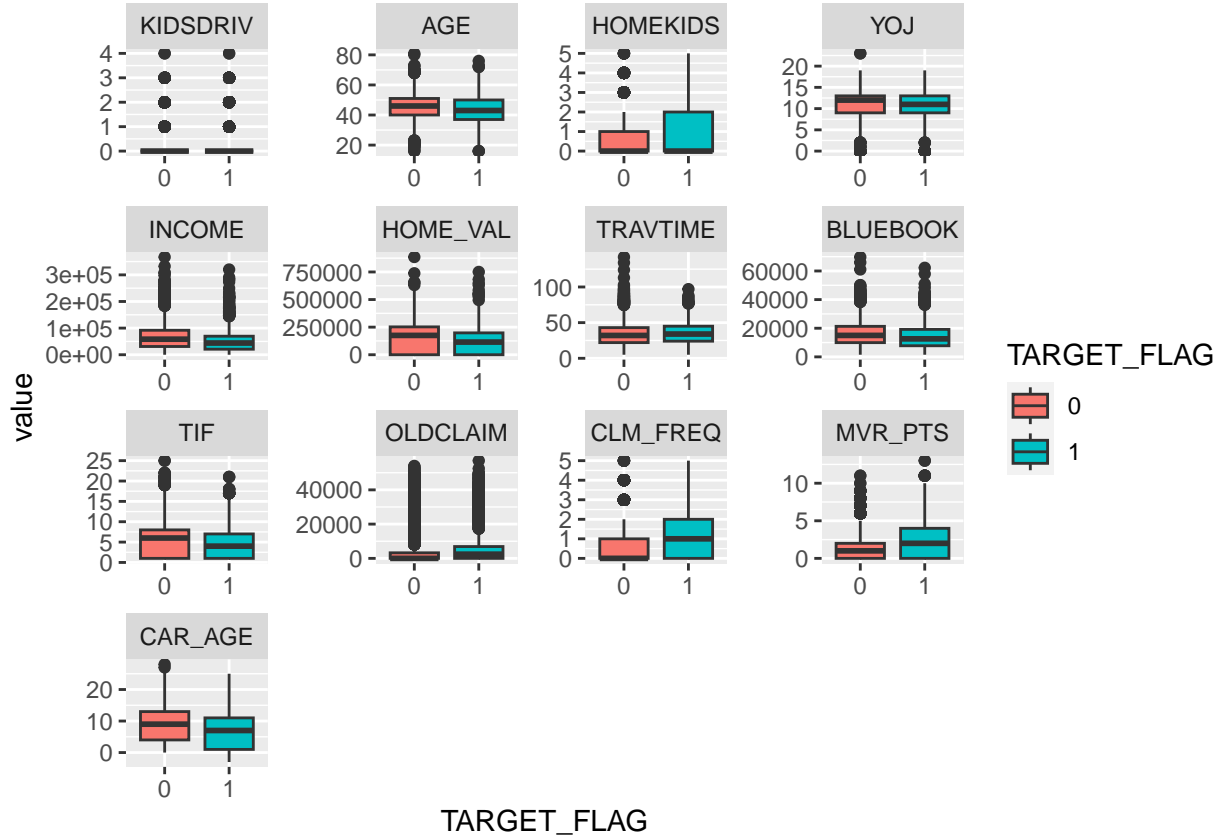 KIDSDRIV AGE HOMEKIDS YOJ
4 3 2 1 0
80 60 40 20
5 4 3 2 1 0
20 15 10 5 0
0 1 0 1 0 1 0 1
INCOME HOME_VAL TRAVTIME BLUEBOOK
3e+05 2e+05 1e+05 0e+00
750000 500000 250000 0
100 50 0
60000 40000 20000 0
0 1 0 1 0 1 0 1
value
TIF OLDCLAIM CLM_FREQ MVR_PTS
25 20 15 10 5 0
40000 20000 0
5 4 3 2 1 0
10 5 0
0 1 0 1 0 1 0 1
CAR_AGE
20 10 0
0 1
TARGET_FLAG
TARGET_FLAG
0
1